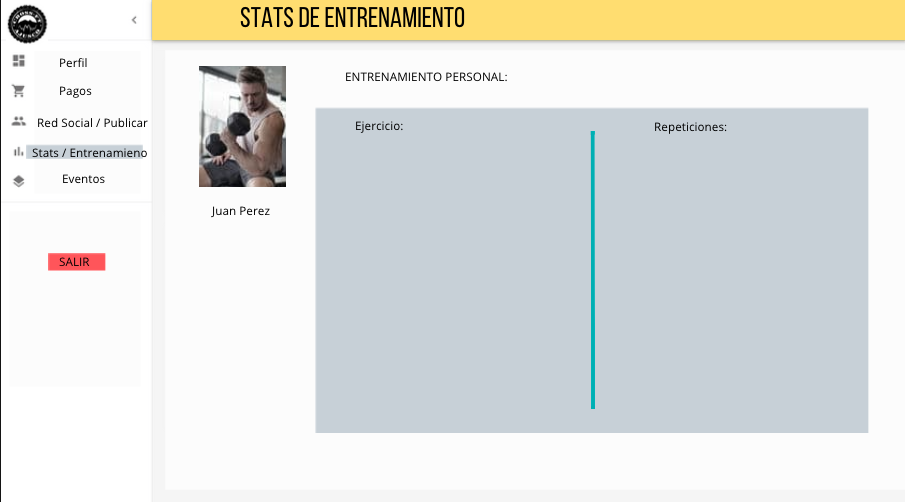 STATS DE ENTRENAMIENTO
Perfil
Pagos
Red Social / Publicar
Stats / Entrenamieno
Eventos
SALIR
Juan Perez
ENTRENAMIENTO PERSONAL:
Ejercicio:
Repeticiones: